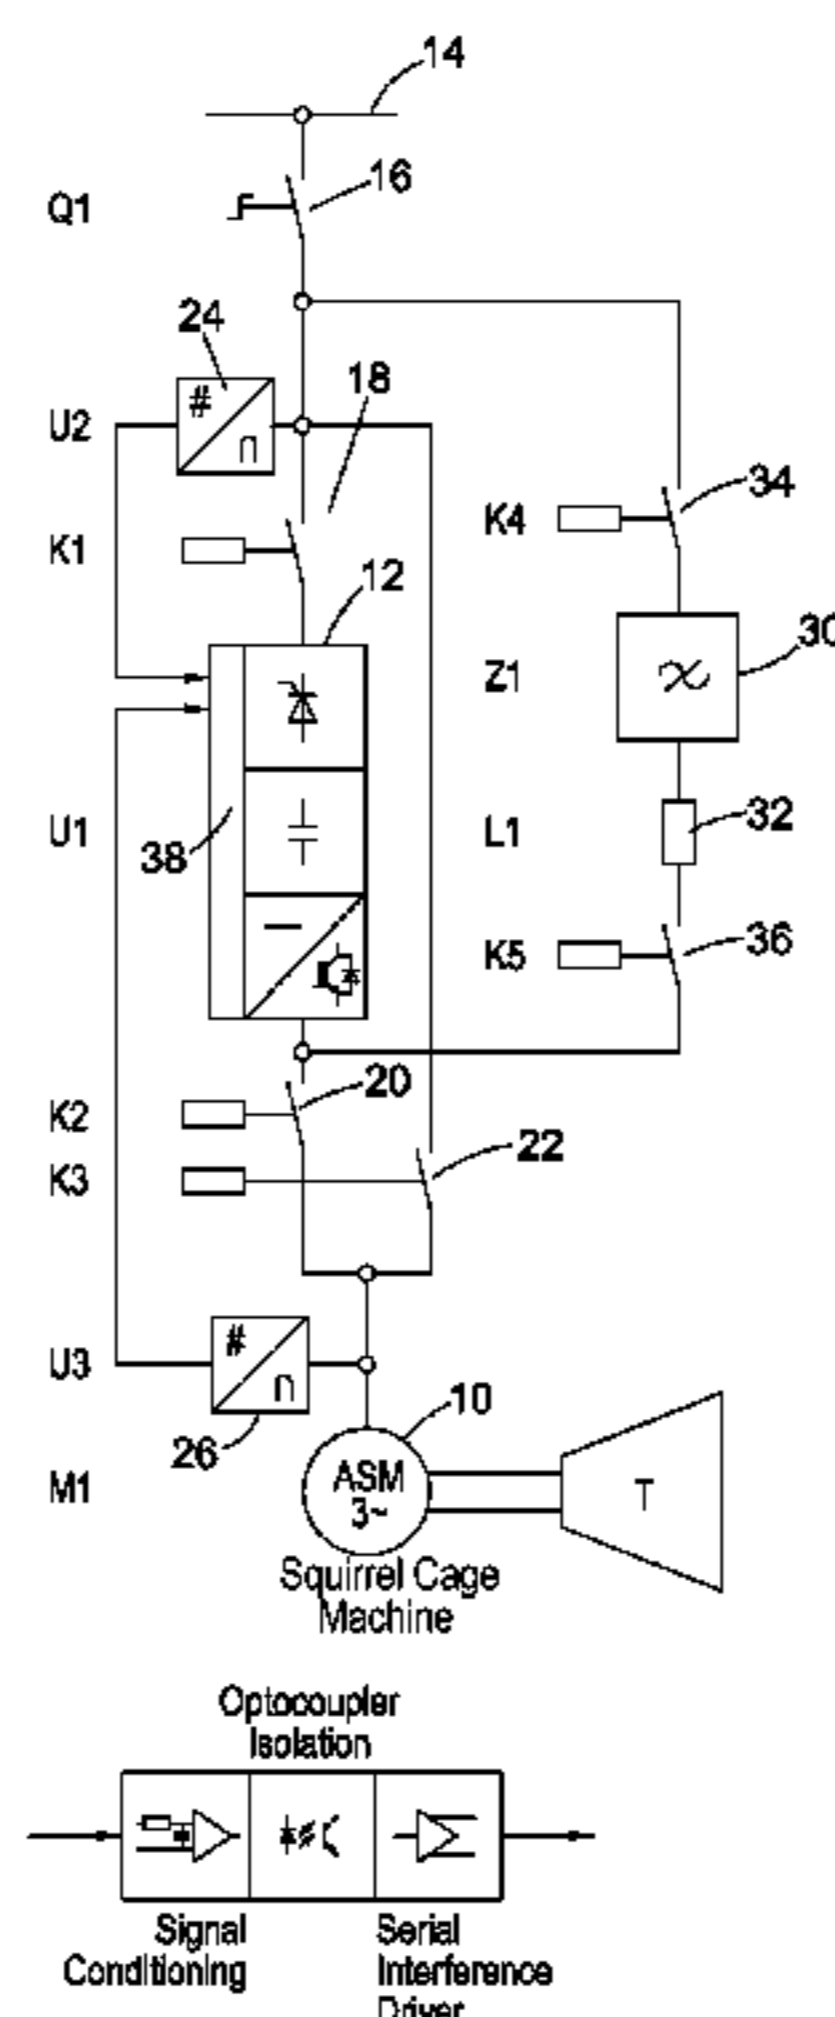 14
Q1
16
24
#
n
18
U2
K1
12
K4
34
Z1
30
U1
38
L1
32
K5
36
K2
20
K3
22
U3
#
n
26
10
M1
ASM
3~
T
Squirrel Cage
Machine
Optocoupler
Isolation
Signal
Conditioning
Serial
Interference
Driver